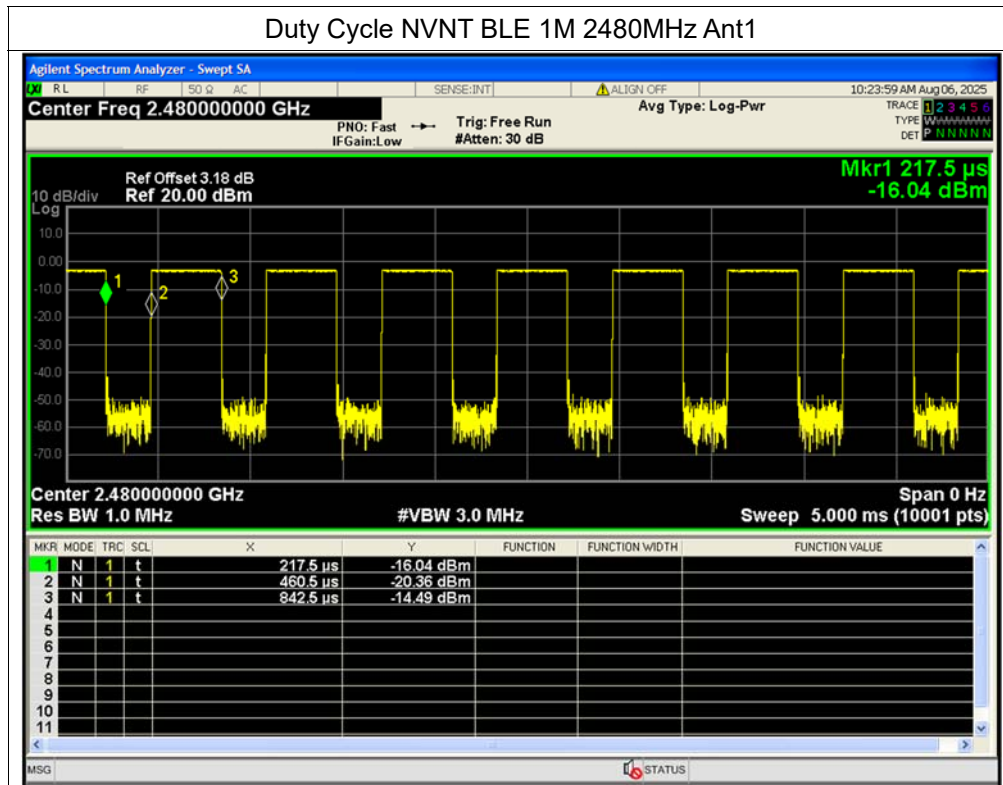 Duty Cycle NVNT BLE 1M 2480MHz Ant1
Agilent Spectrum Analyzer - Swept SA
RL RF 50 Ω AC SENSE:INT ALIGN OFF 10:23:59 AM Aug 06, 2025
Center Freq 2.480000000 GHz Avg Type: Log-Pwr TRACE 1 2 3 4 5 6
PNO: Fast Trig: Free Run TYPE WWWWWW
IFGain:Low #Atten: 30 dB DET P N N N N N
Mkr1 217.5 µs
Ref Offset 3.18 dB
10 dB/div Ref 20.00 dBm -16.04 dBm
Log
10.0
0.00
-10.0
-20.0
-30.0
-40.0
-50.0
-60.0
-70.0
1
2
3
Center 2.480000000 GHz Span 0 Hz
Res BW 1.0 MHz #VBW 3.0 MHz Sweep 5.000 ms (10001 pts)
MKR MODE TRC SCL X Y FUNCTION FUNCTION WIDTH FUNCTION VALUE
1 N 1 t 217.5 µs -16.04 dBm
2 N 1 t 460.5 µs -20.36 dBm
3 N 1 t 842.5 µs -14.49 dBm
4
5
6
7
8
9
10
11
MSG STATUS